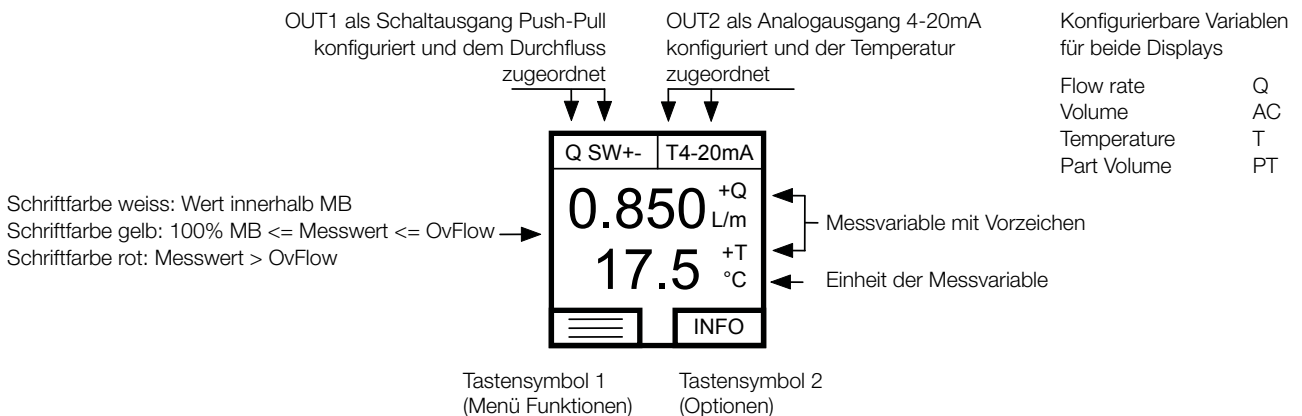 OUT1 als Schaltausgang Push-Pull
konfiguriert und dem Durchfluss
zugeordnet
OUT2 als Analogausgang 4-20mA
konfiguriert und der Temperatur
zugeordnet
Konfigurierbare Variablen
für beide Displays
Flow rate Q
Volume AC
Temperature T
Part Volume PT
Q SW+- T4-20mA
0.850 +Q
L/m
17.5 +T
°C
INFO
Schriftfarbe weiss: Wert innerhalb MB
Schriftfarbe gelb: 100% MB <= Messwert <= OvFlow
Schriftfarbe rot: Messwert > OvFlow
Messvariable mit Vorzeichen
Einheit der Messvariable
Tastensymbol 1
(Menü Funktionen)
Tastensymbol 2
(Optionen)